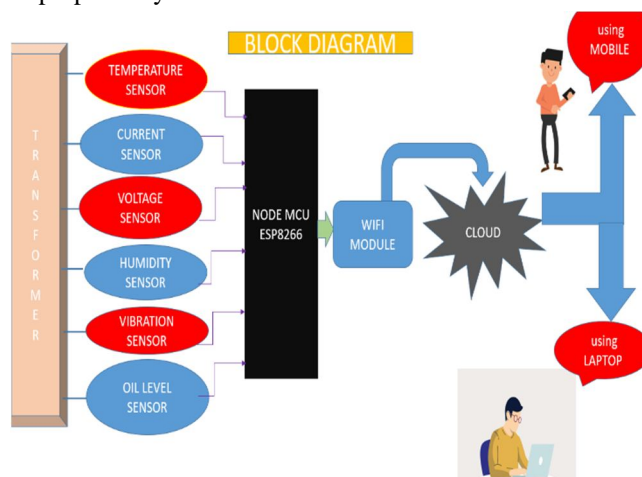 BLOCK DIAGRAM
TRANSFORMER
TEMPERATURE
SENSOR
CURRENT
SENSOR
VOLTAGE
SENSOR
HUMIDITY
SENSOR
VIBRATION
SENSOR
OIL LEVEL
SENSOR
NODE MCU
ESP8266
WIFI
MODULE
CLOUD
using
MOBILE
using
LAPTOP